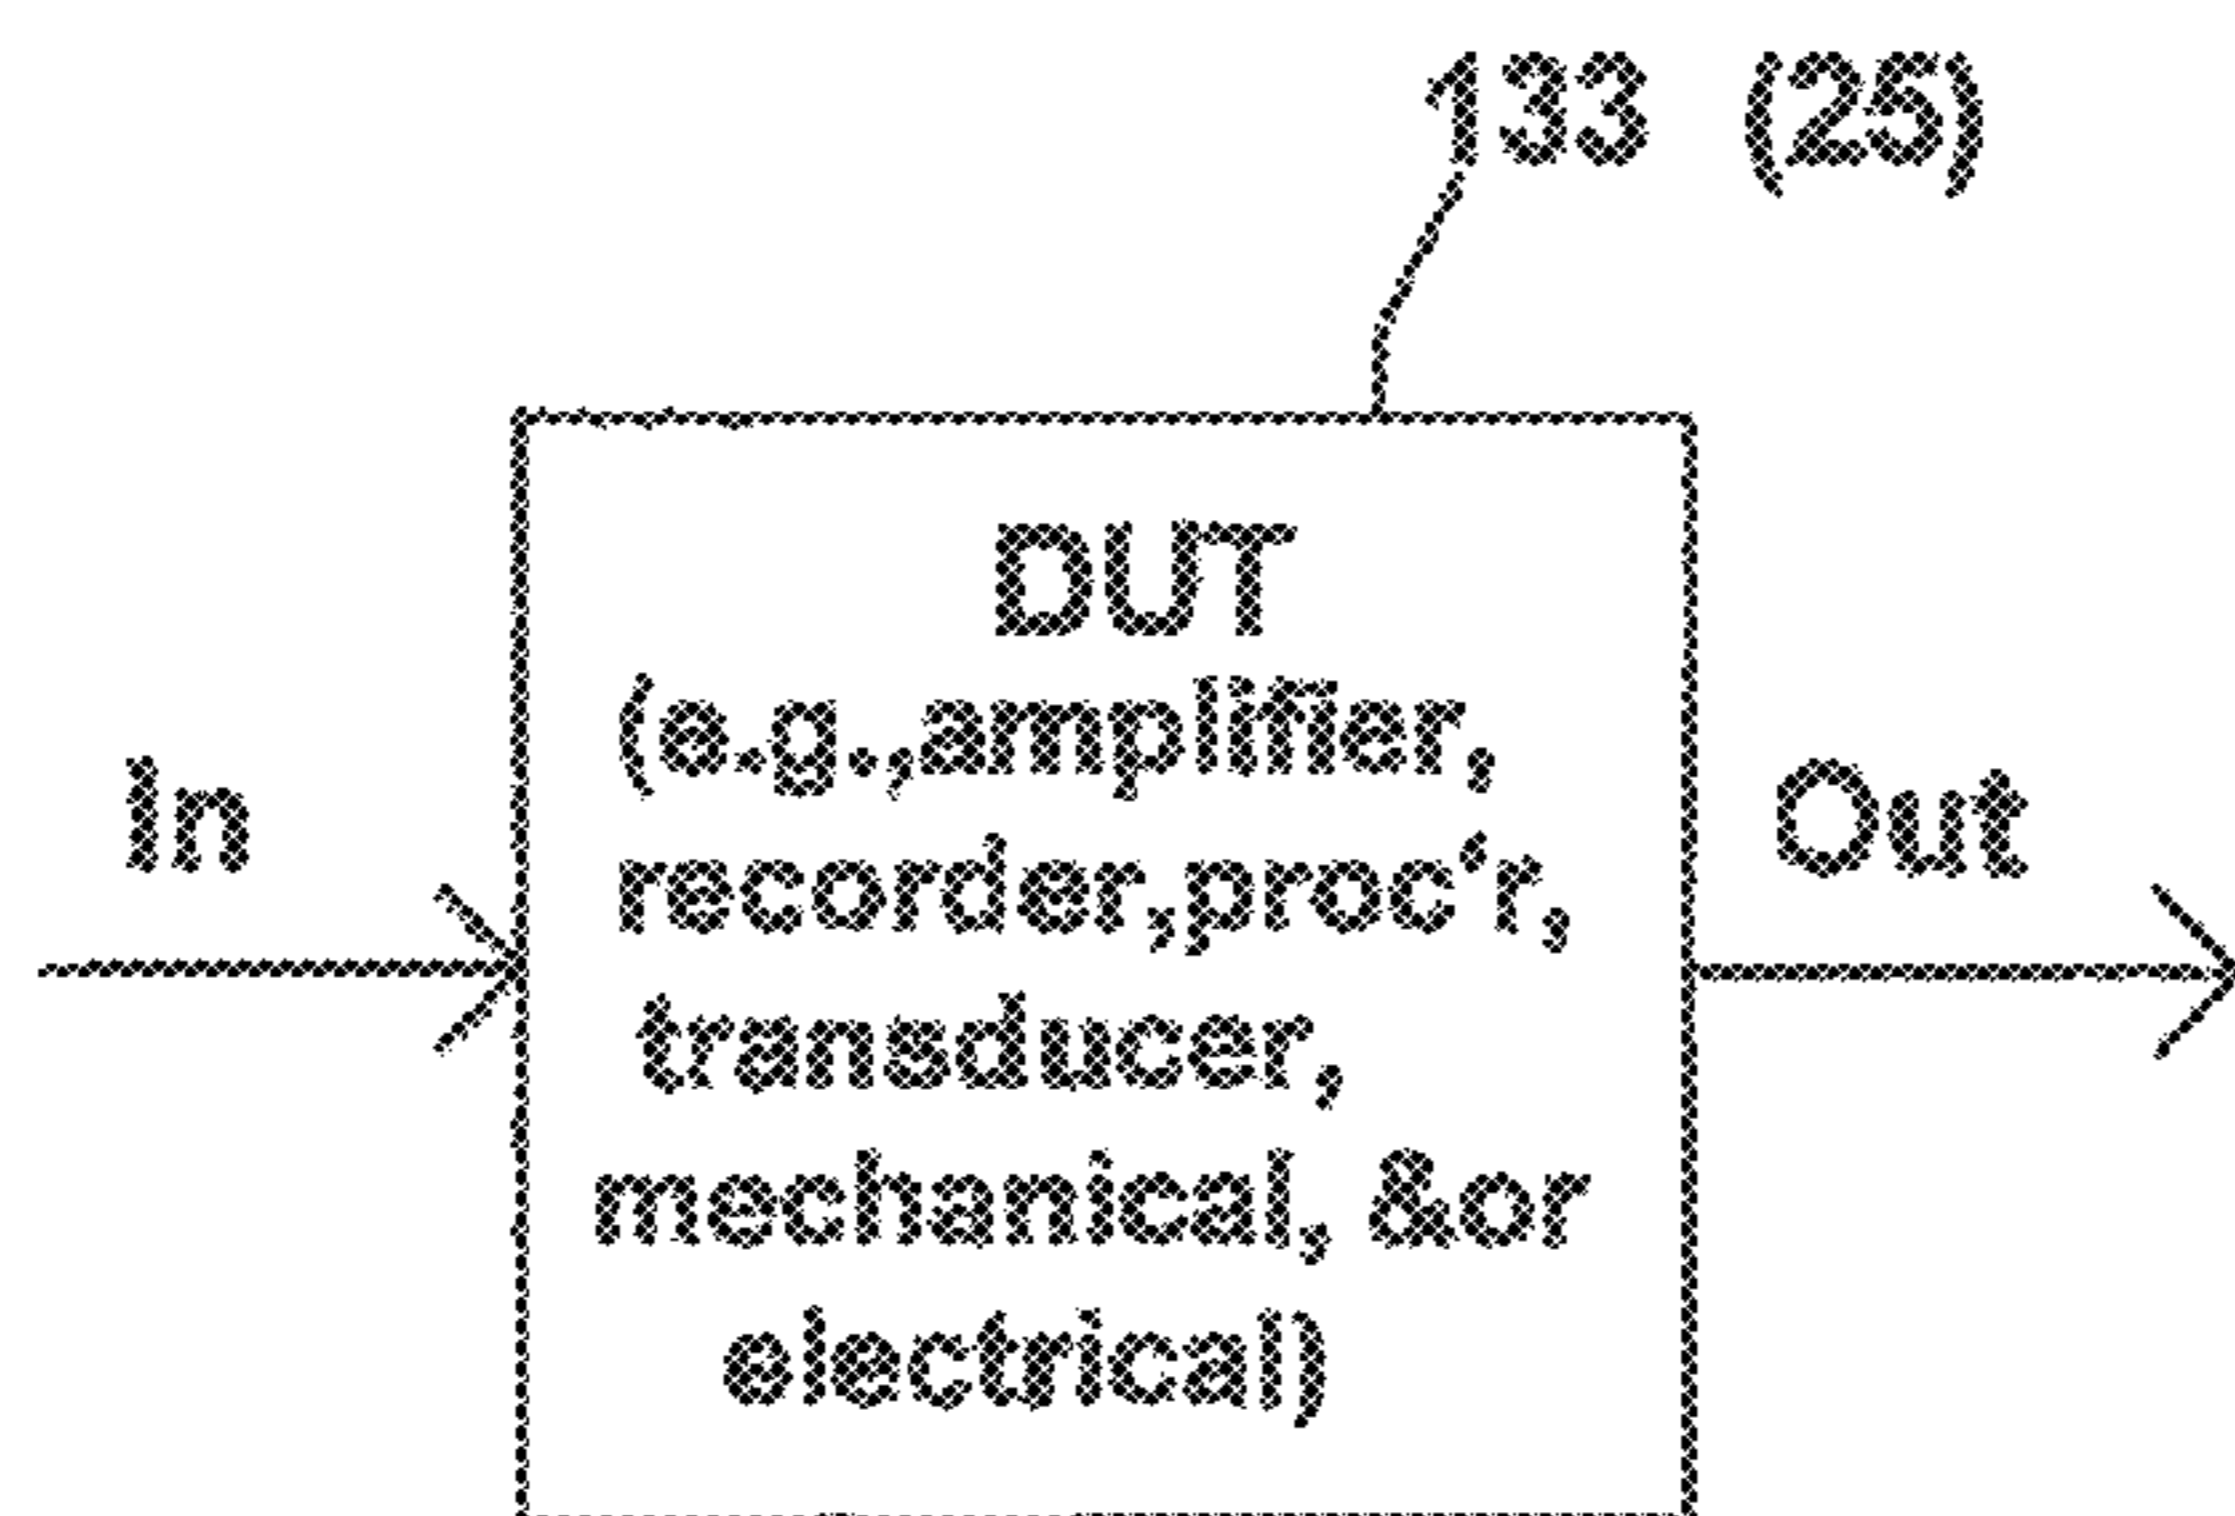 133 (25)
DUT
(e.g.,amplifier,
In
Out
recorder,proc‘r,
transducer,
mechanical, &or
electrical)